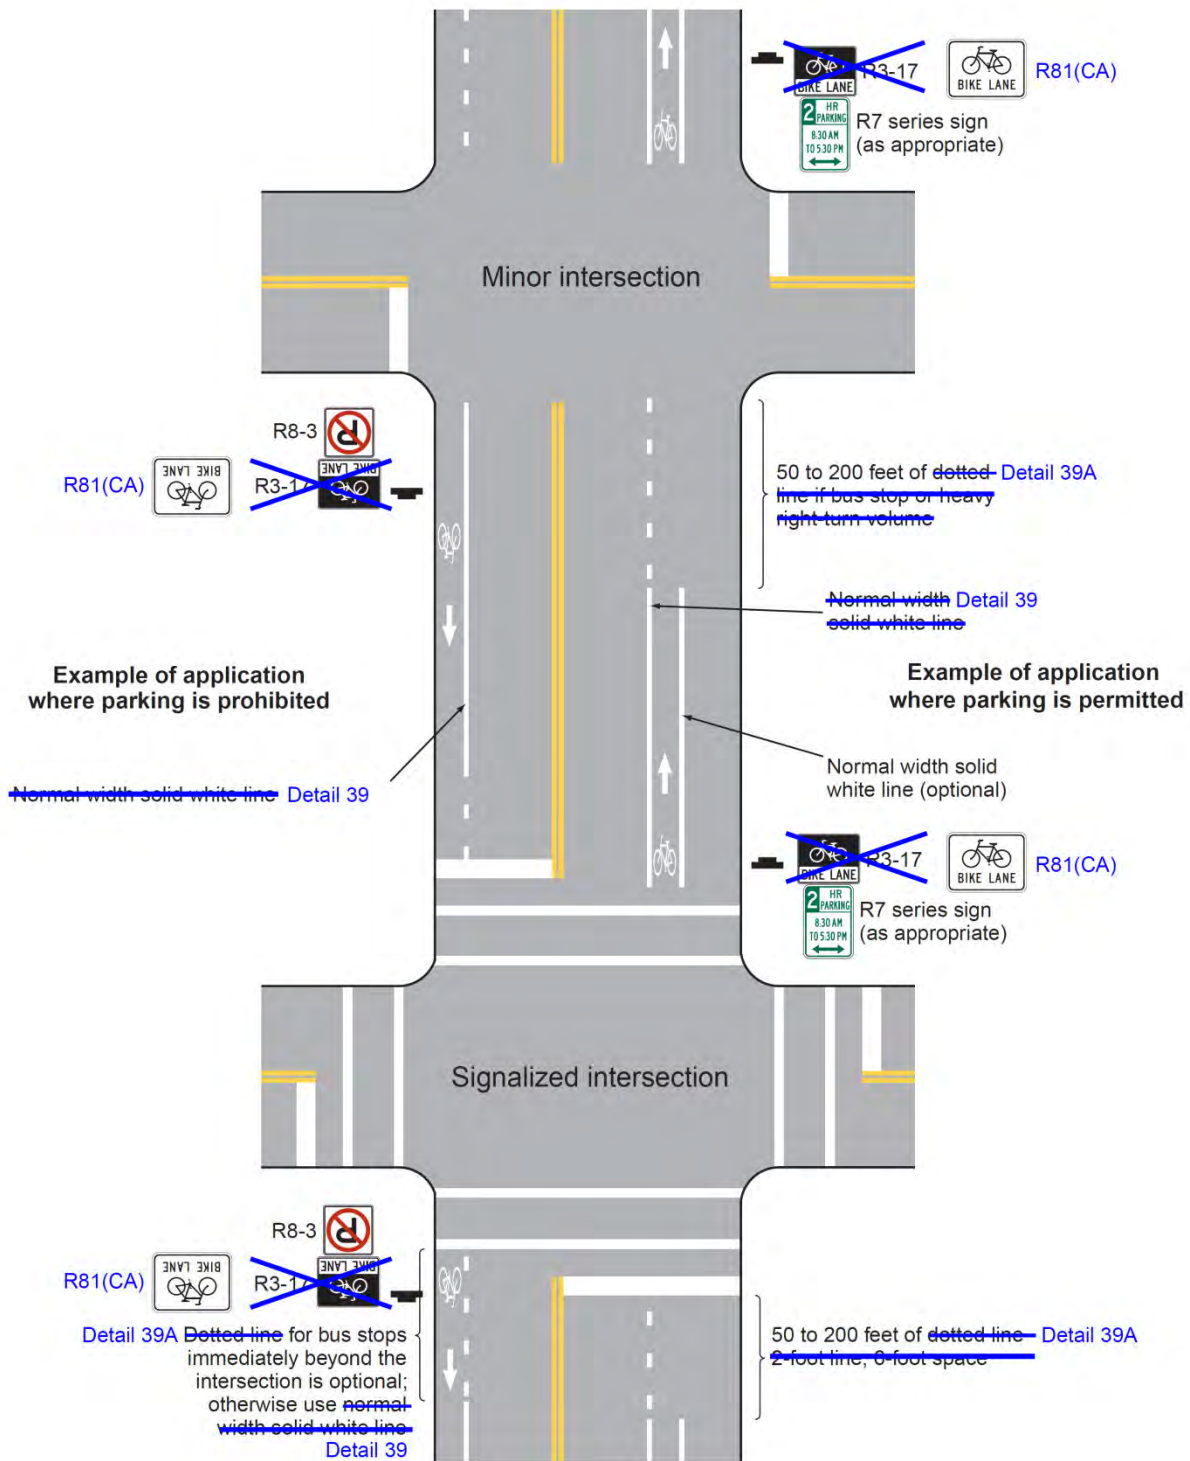 R3-17
BIKE LANE
BIKE LANE
R81(CA)
2 HR
PARKING
8:30 AM
TO 5:30 PM
R7 series sign
(as appropriate)
Minor intersection
R8-3
P
R81(CA)
BIKE LANE
R3-1
BIKE LANE
50 to 200 feet of dotted Detail 39A
line if bus stop or heavy
right-turn volume
Normal width Detail 39
solid white line
Example of application
where parking is prohibited
Example of application
where parking is permitted
Normal width solid
white line (optional)
Normal width solid white line Detail 39
R3-17
BIKE LANE
BIKE LANE
R81(CA)
2 HR
PARKING
8:30 AM
TO 5:30 PM
R7 series sign
(as appropriate)
Signalized intersection
R8-3
P
R81(CA)
BIKE LANE
R3-1
BIKE LANE
Detail 39A Dotted line for bus stops
immediately beyond the
intersection is optional;
otherwise use normal
width solid white line
Detail 39
50 to 200 feet of dotted line Detail 39A
2-foot line, 6-foot space